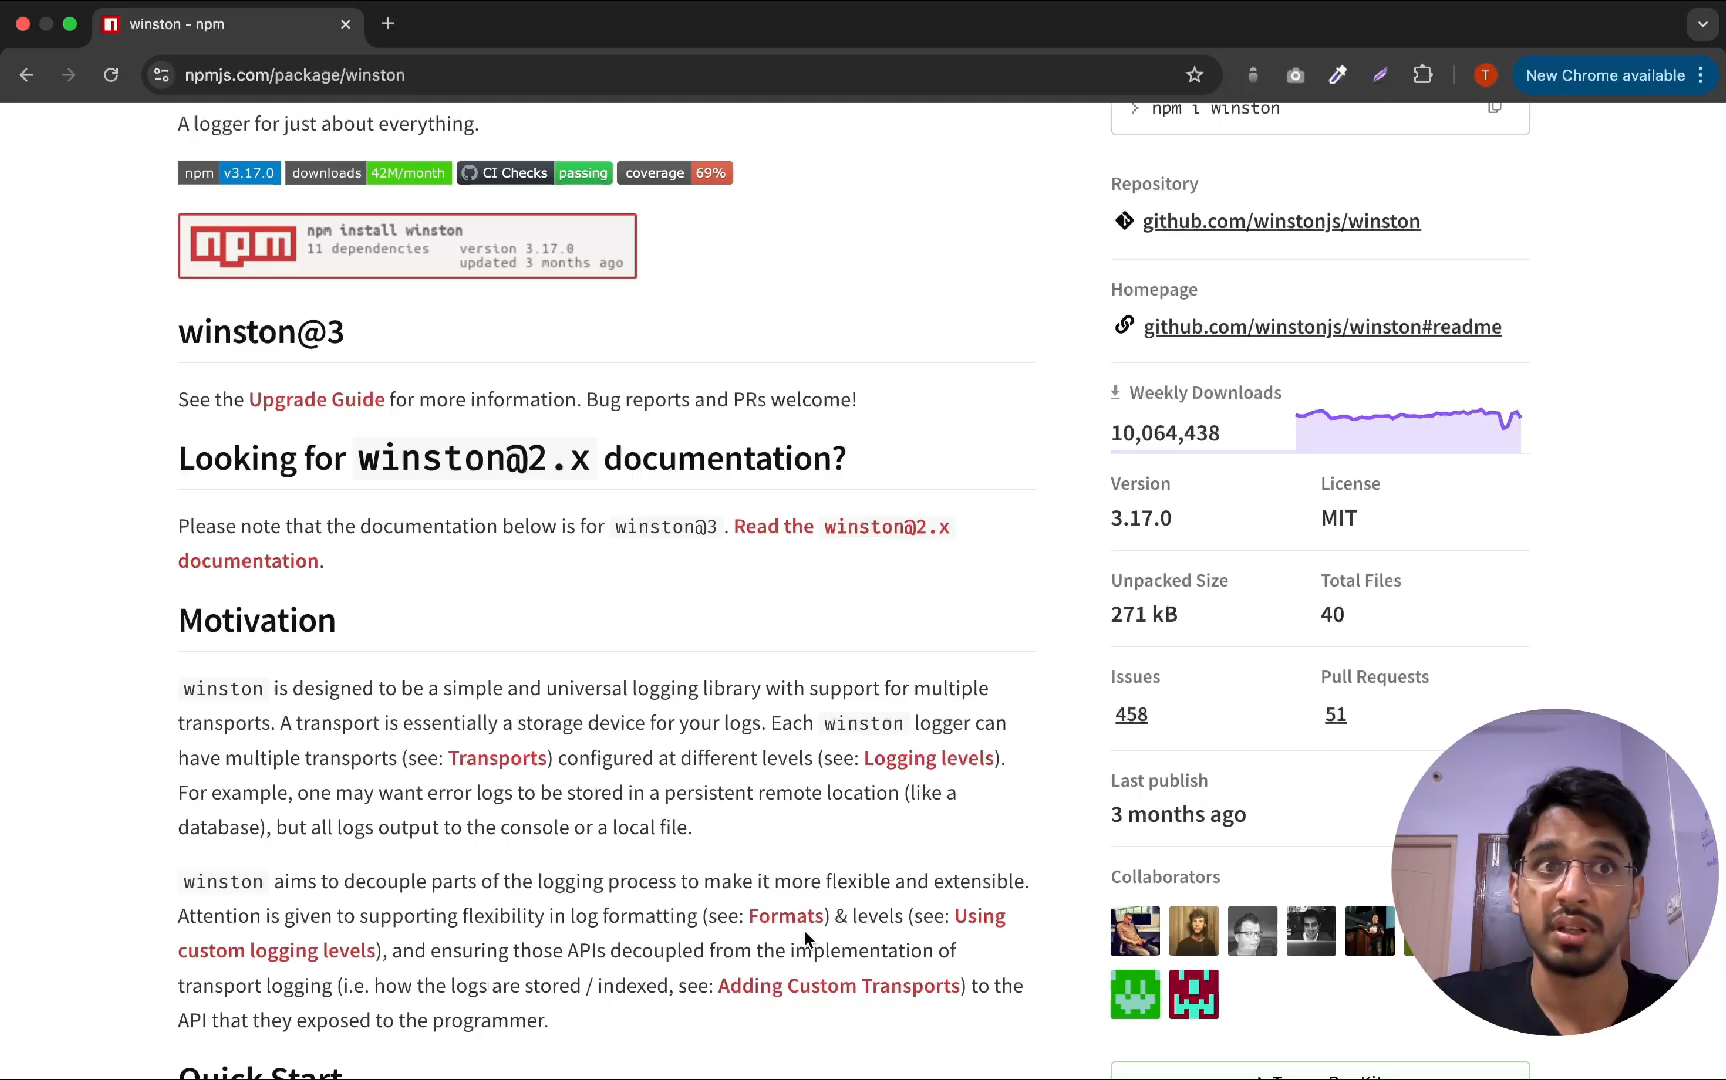 winston - npm
npmjs.com/package/winston
T
New Chrome available
A logger for just about everything.
npm v3.17.0 downloads 42M/month CI Checks passing coverage 69%
npm npm install winston
11 dependencies version 3.17.0
updated 3 months ago
winston@3
See the Upgrade Guide for more information. Bug reports and PRs welcome!
Looking for winston@2.x documentation?
Please note that the documentation below is for winston@3. Read the winston@2.x
documentation.
Motivation
winston is designed to be a simple and universal logging library with support for multiple
transports. A transport is essentially a storage device for your logs. Each winston logger can
have multiple transports (see: Transports) configured at different levels (see: Logging levels).
For example, one may want error logs to be stored in a persistent remote location (like a
database), but all logs output to the console or a local file.
winston aims to decouple parts of the logging process to make it more flexible and extensible.
Attention is given to supporting flexibility in log formatting (see: Formats) & levels (see: Using
custom logging levels), and ensuring those APIs decoupled from the implementation of
transport logging (i.e. how the logs are stored / indexed, see: Adding Custom Transports) to the
API that they exposed to the programmer.
Quick Start
> npm i winston
Repository
github.com/winstonjs/winston
Homepage
github.com/winstonjs/winston#readme
Weekly Downloads
10,064,438
Version License
3.17.0 MIT
Unpacked Size Total Files
271 kB 40
Issues Pull Requests
458 51
Last publish
3 months ago
Collaborators